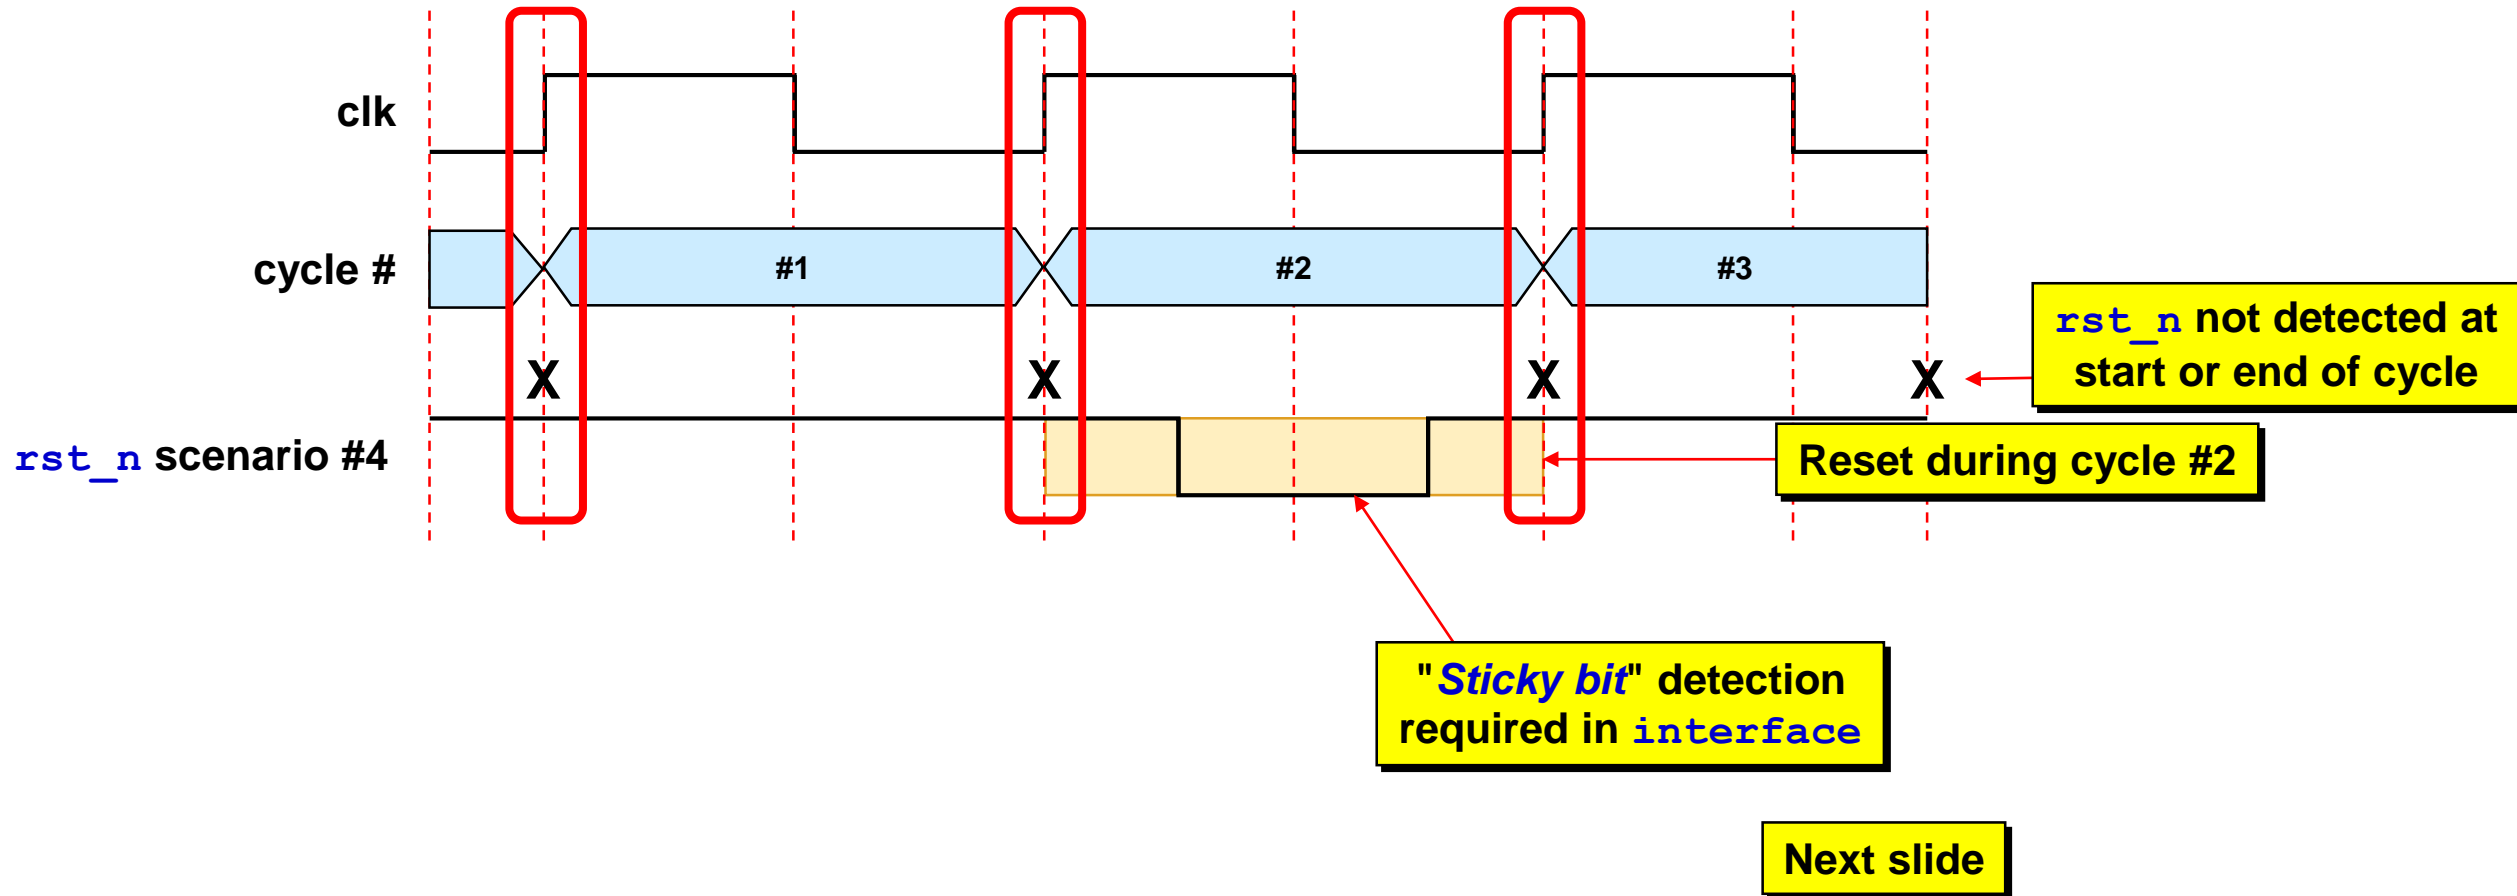 clk
cycle #
#1
#2
#3
X
X
X
X
rst_n not detected at
start or end of cycle
rst_n scenario #4
Reset during cycle #2
"Sticky bit" detection
required in interface
Next slide